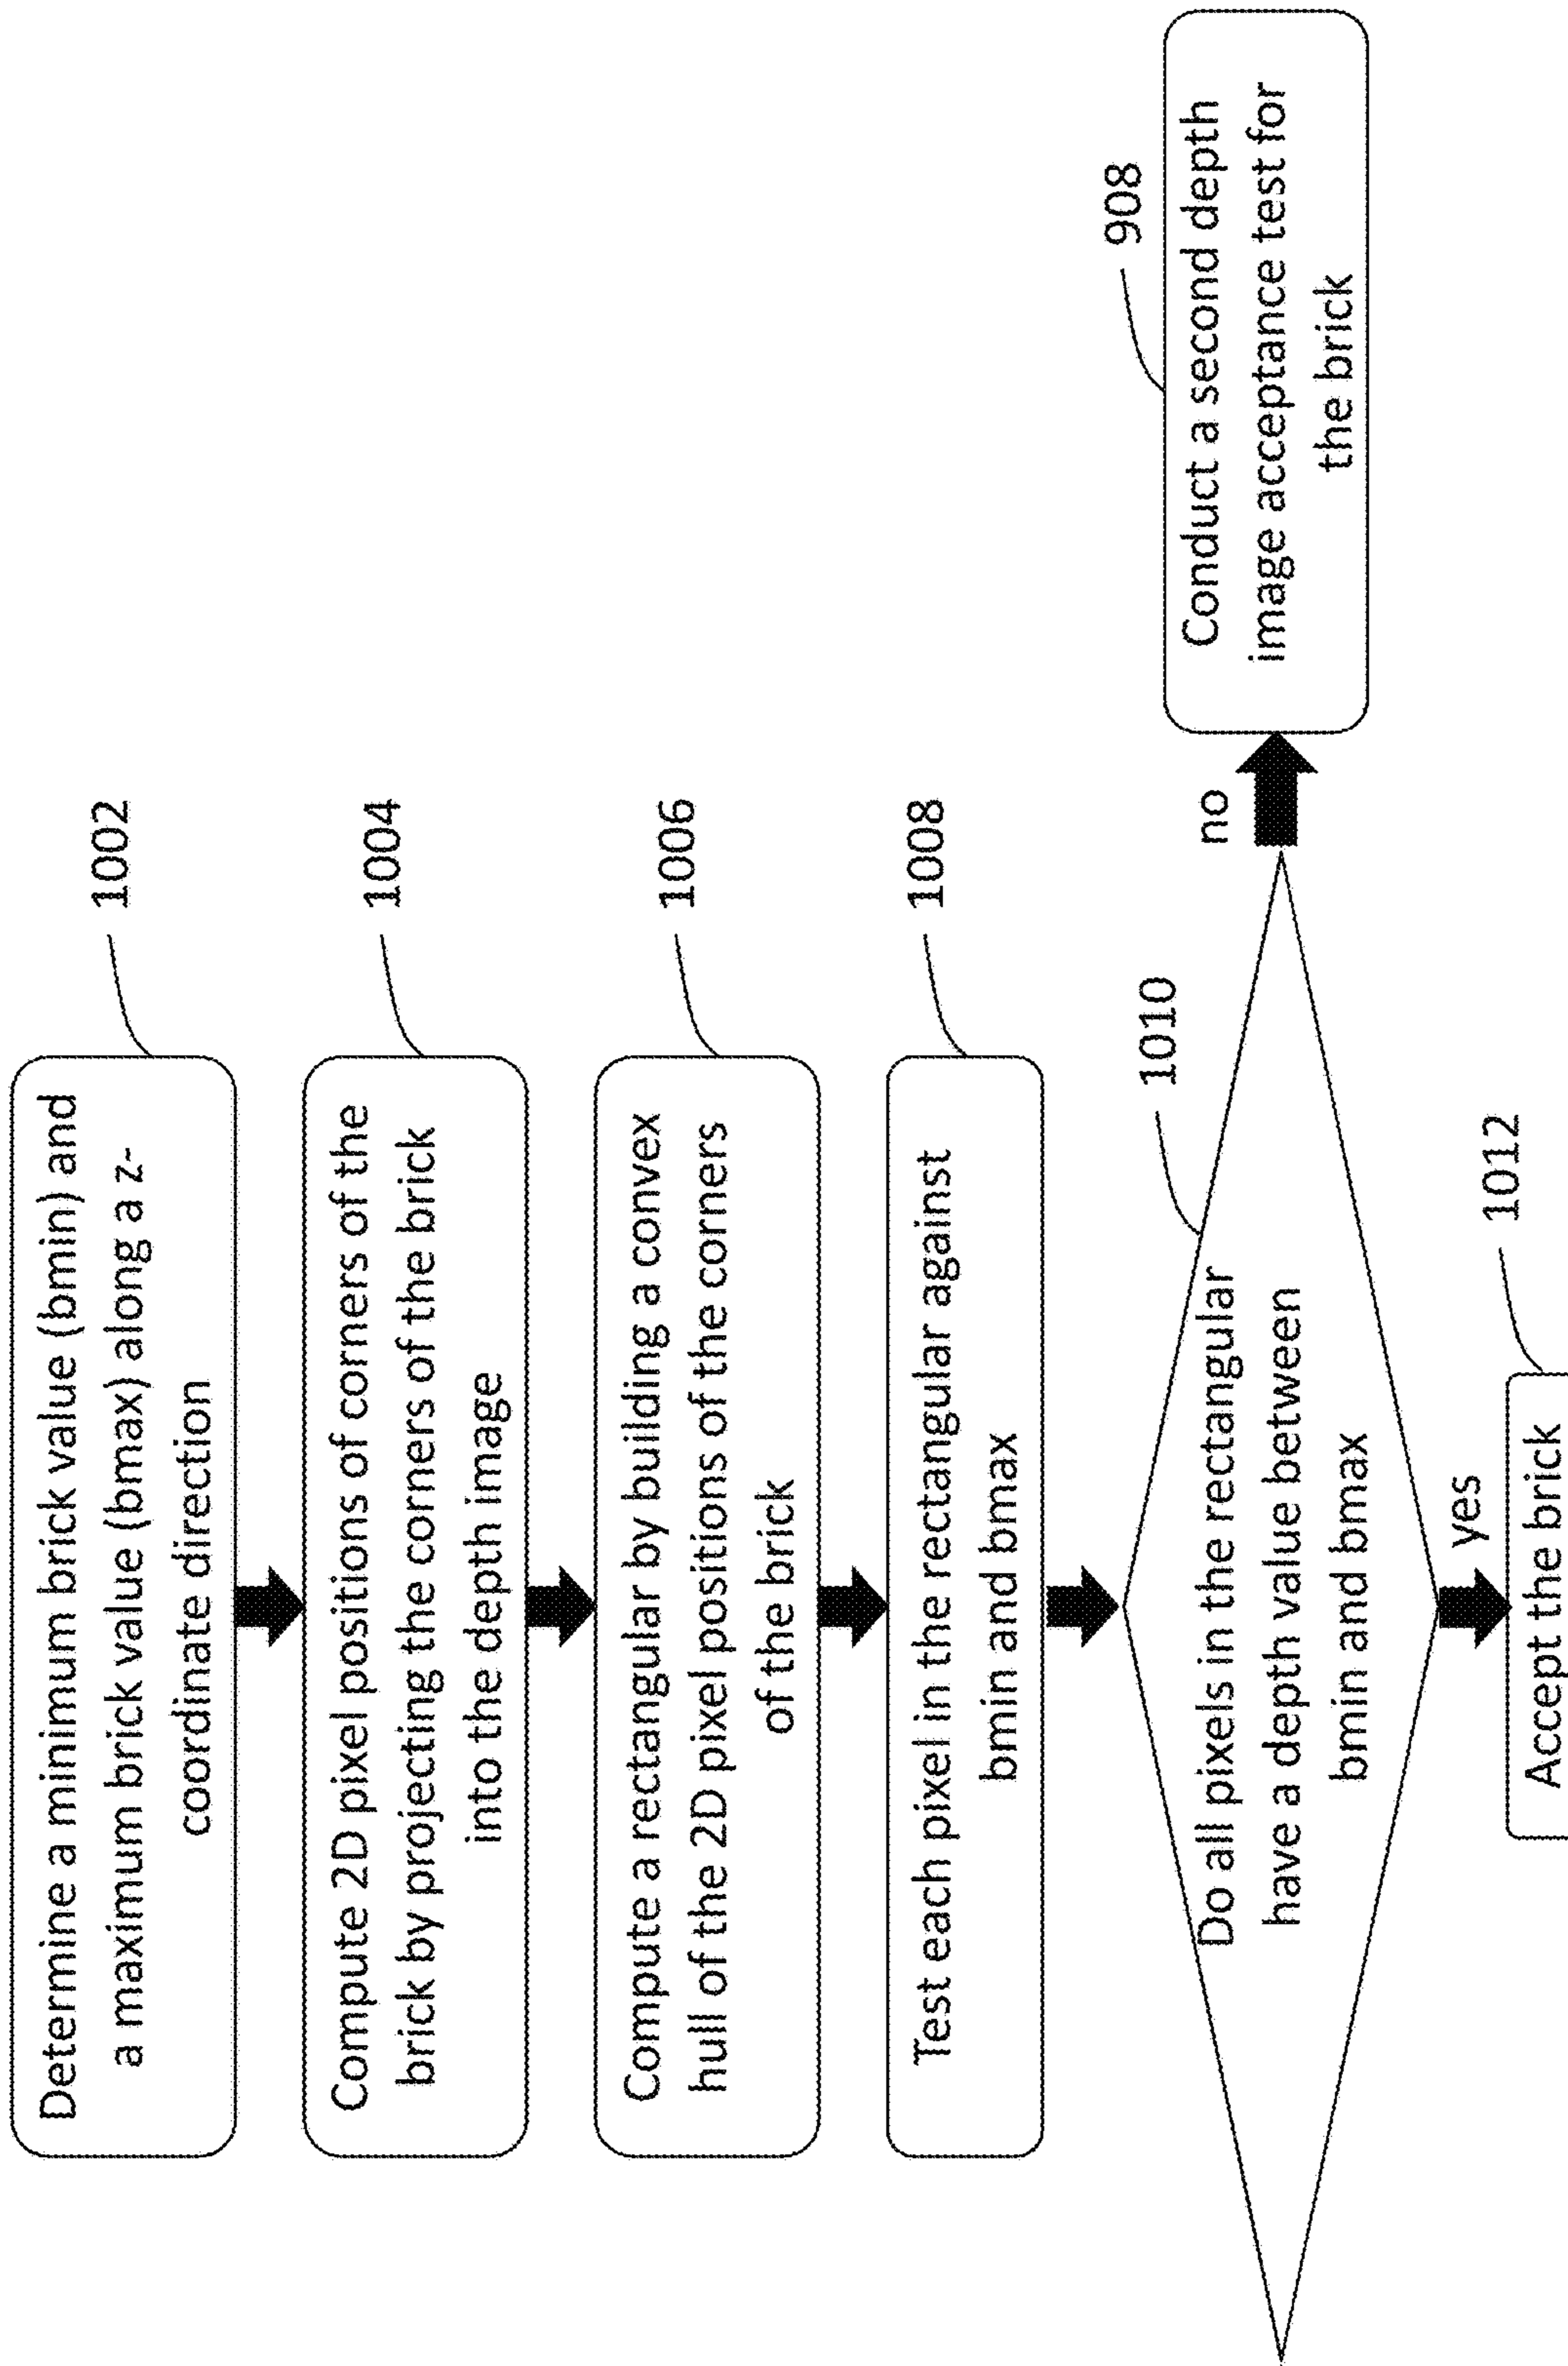 Determine a minimum brick value (bmin) and
a maximum brick value (bmax) along a z-
coordinate direction
1002
Compute 2D pixel positions of corners of the
brick by projecting the corners of the brick
into the depth image
1004
Compute a rectangular by building a convex
hull of the 2D pixel positions of the corners
of the brick
1006
Test each pixel in the rectangular against
bmin and bmax
1008
Do all pixels in the rectangular
have a depth value between
bmin and bmax
1010
no
Conduct a second depth
image acceptance test for
the brick
908
yes
Accept the brick
1012